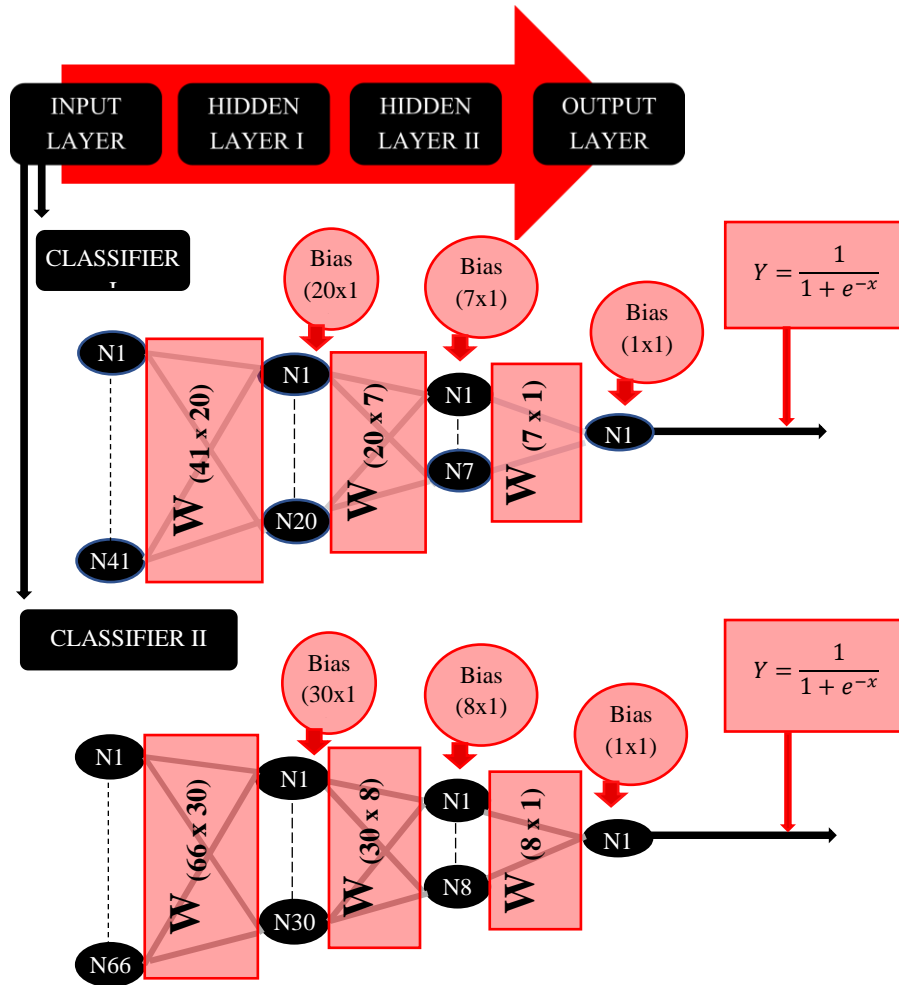 INPUT
LAYER
HIDDEN
LAYER I
HIDDEN
LAYER II
OUTPUT
LAYER
CLASSIFIER
Bias
(20x1
Bias
(7x1)
Bias
(1x1)
Y = 1 / (1 + e^{-x})
N1
N41
W (41 x 20)
N1
N20
W (20 x 7)
N1
N7
W (7 x 1)
N1
CLASSIFIER II
Bias
(30x1
Bias
(8x1)
Bias
(1x1)
Y = 1 / (1 + e^{-x})
N1
N66
W (66 x 30)
N1
N30
W (30 x 8)
N1
N8
W (8 x 1)
N1